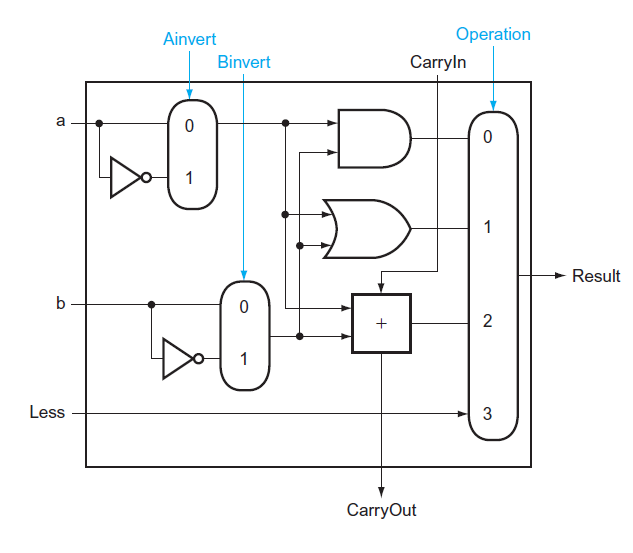 Operation
Ainvert
Binvert
CarryIn
a
0
1
0
1
b
0
1
+
2
Less
3
Result
CarryOut